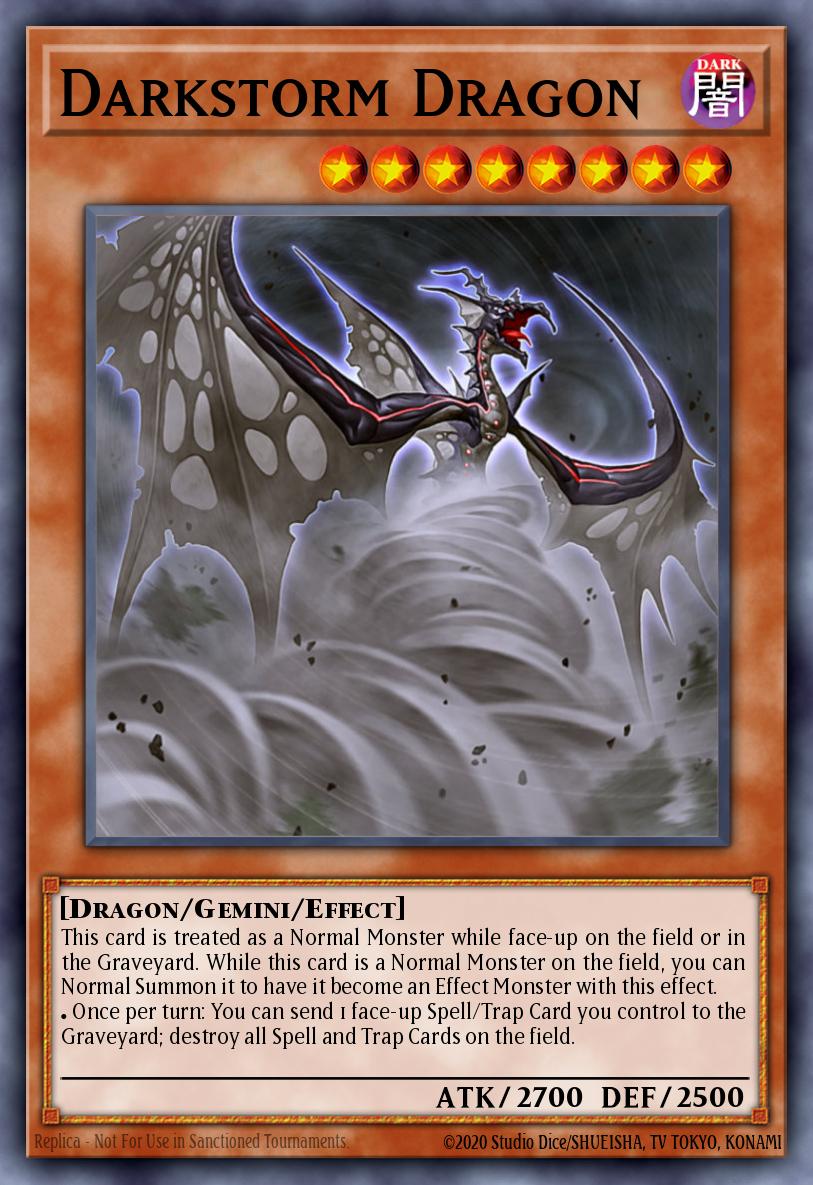 Darkstorm Dragon
DARK
闇
[Dragon/Gemini/Effect]
This card is treated as a Normal Monster while face-up on the field or in
the Graveyard. While this card is a Normal Monster on the field, you can
Normal Summon it to have it become an Effect Monster with this effect.
• Once per turn: You can send 1 face-up Spell/Trap Card you control to the
Graveyard; destroy all Spell and Trap Cards on the field.
ATK/2700 DEF/2500
Replica - Not For Use in Sanctioned Tournaments.
©2020 Studio Dice/SHUEISHA, TV TOKYO, KONAMI